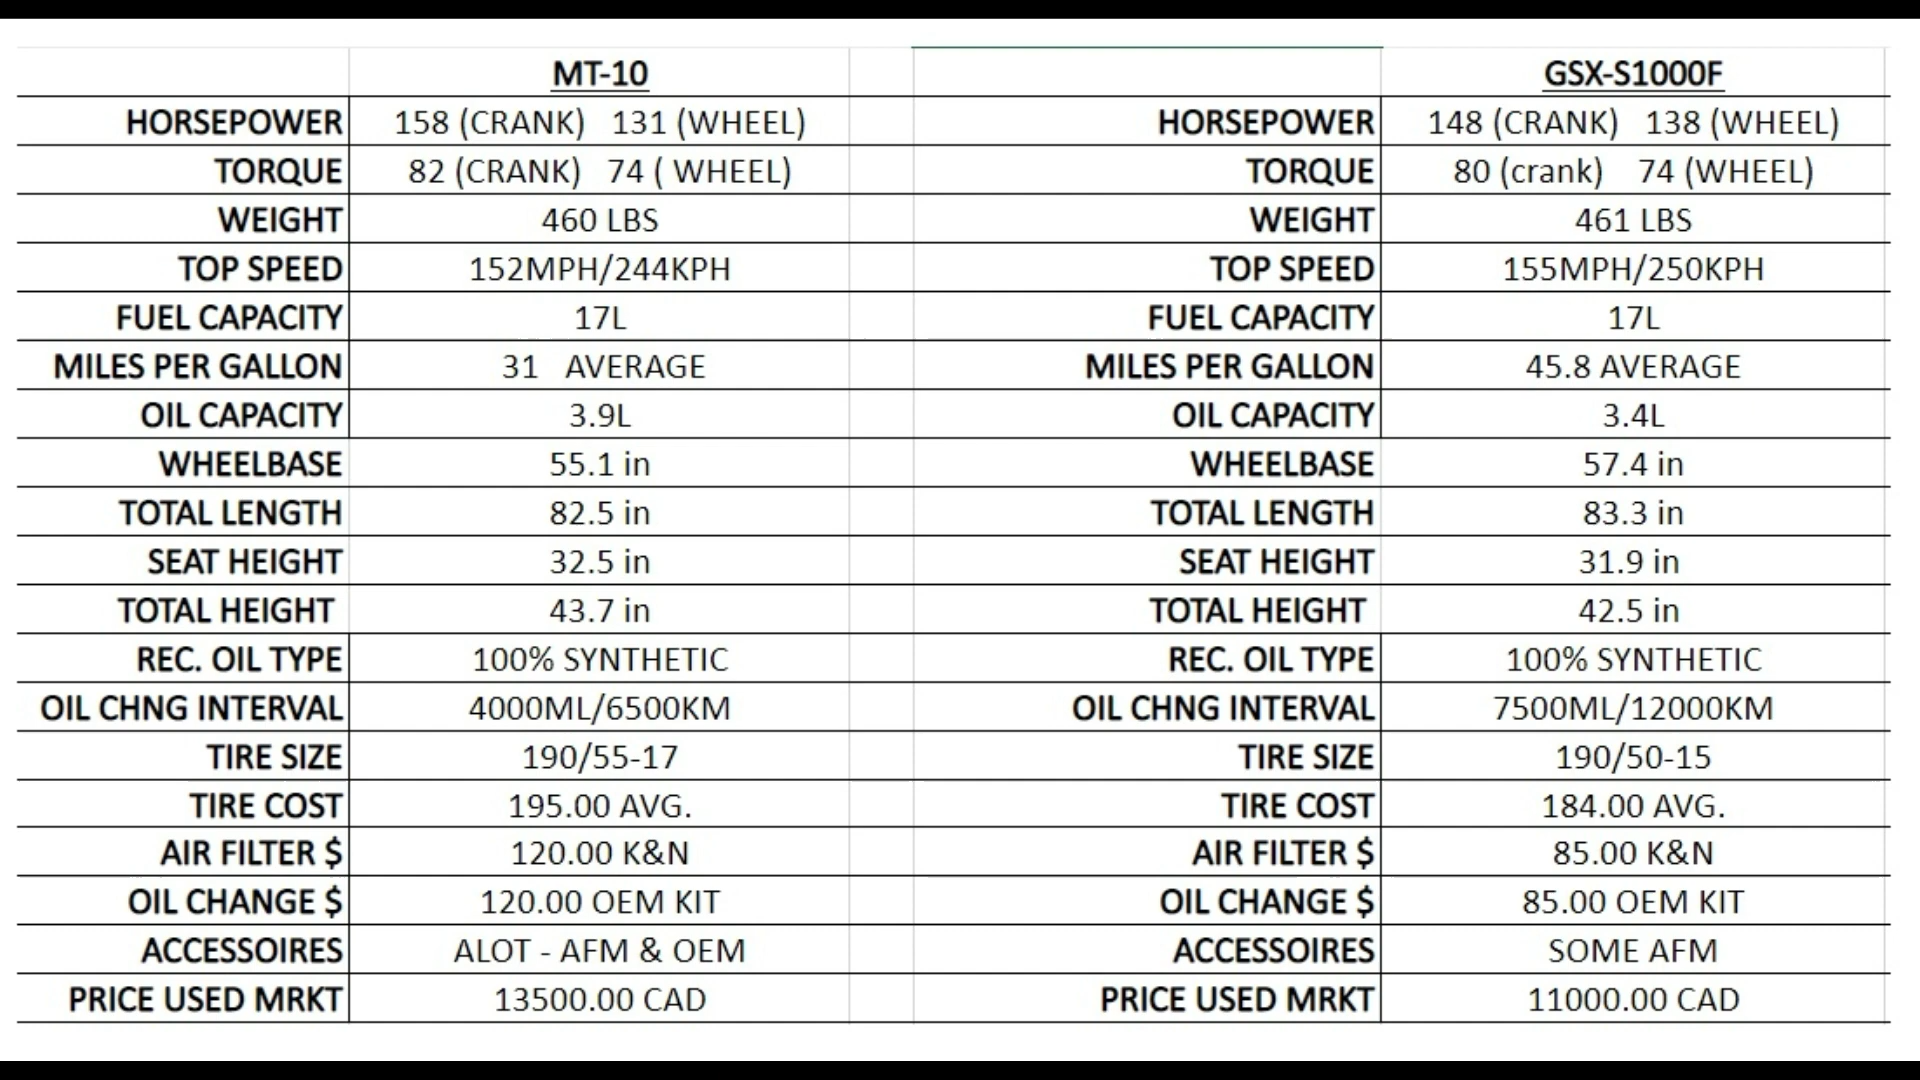 MT-10 GSX-S1000F
HORSEPOWER 158 (CRANK) 131 (WHEEL) HORSEPOWER 148 (CRANK) 138 (WHEEL)
TORQUE 82 (CRANK) 74 ( WHEEL) TORQUE 80 (crank) 74 (WHEEL)
WEIGHT 460 LBS WEIGHT 461 LBS
TOP SPEED 152MPH/244KPH TOP SPEED 155MPH/250KPH
FUEL CAPACITY 17L FUEL CAPACITY 17L
MILES PER GALLON 31 AVERAGE MILES PER GALLON 45.8 AVERAGE
OIL CAPACITY 3.9L OIL CAPACITY 3.4L
WHEELBASE 55.1 in WHEELBASE 57.4 in
TOTAL LENGTH 82.5 in TOTAL LENGTH 83.3 in
SEAT HEIGHT 32.5 in SEAT HEIGHT 31.9 in
TOTAL HEIGHT 43.7 in TOTAL HEIGHT 42.5 in
REC. OIL TYPE 100% SYNTHETIC REC. OIL TYPE 100% SYNTHETIC
OIL CHNG INTERVAL 4000ML/6500KM OIL CHNG INTERVAL 7500ML/12000KM
TIRE SIZE 190/55-17 TIRE SIZE 190/50-15
TIRE COST 195.00 AVG. TIRE COST 184.00 AVG.
AIR FILTER $ 120.00 K&N AIR FILTER $ 85.00 K&N
OIL CHANGE $ 120.00 OEM KIT OIL CHANGE $ 85.00 OEM KIT
ACCESSOIRES ALOT - AFM & OEM ACCESSOIRES SOME AFM
PRICE USED MRKT 13500.00 CAD PRICE USED MRKT 11000.00 CAD